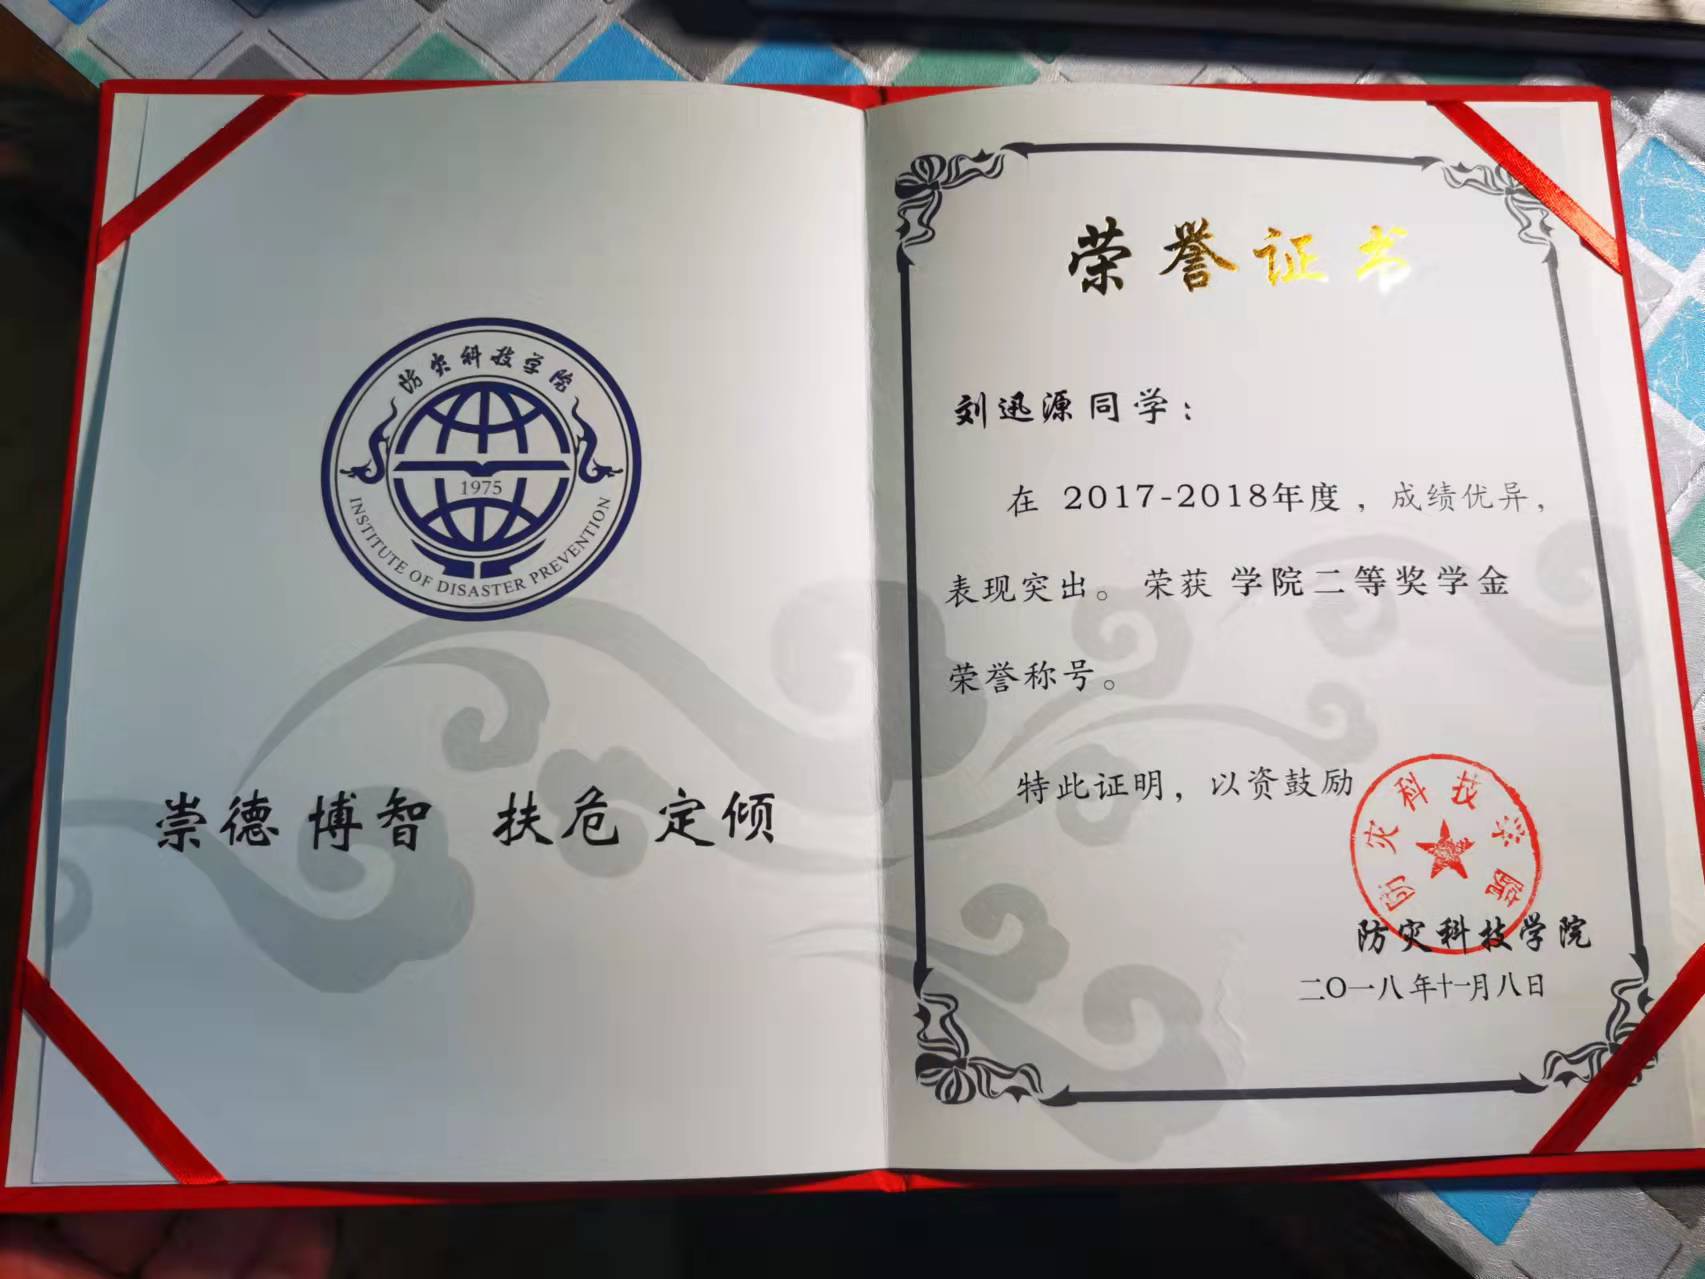 防灾科技学院
1975
INSTITUTE OF DISASTER PREVENTION
崇德 博智 扶危 定倾
荣誉证书
刘迅源同学：
在 2017-2018年度，成绩优异，
表现突出。荣获 学院二等奖学金
荣誉称号。
特此证明，以资鼓励
防灾科技学院
防灾科技学院
二〇一八年十一月八日